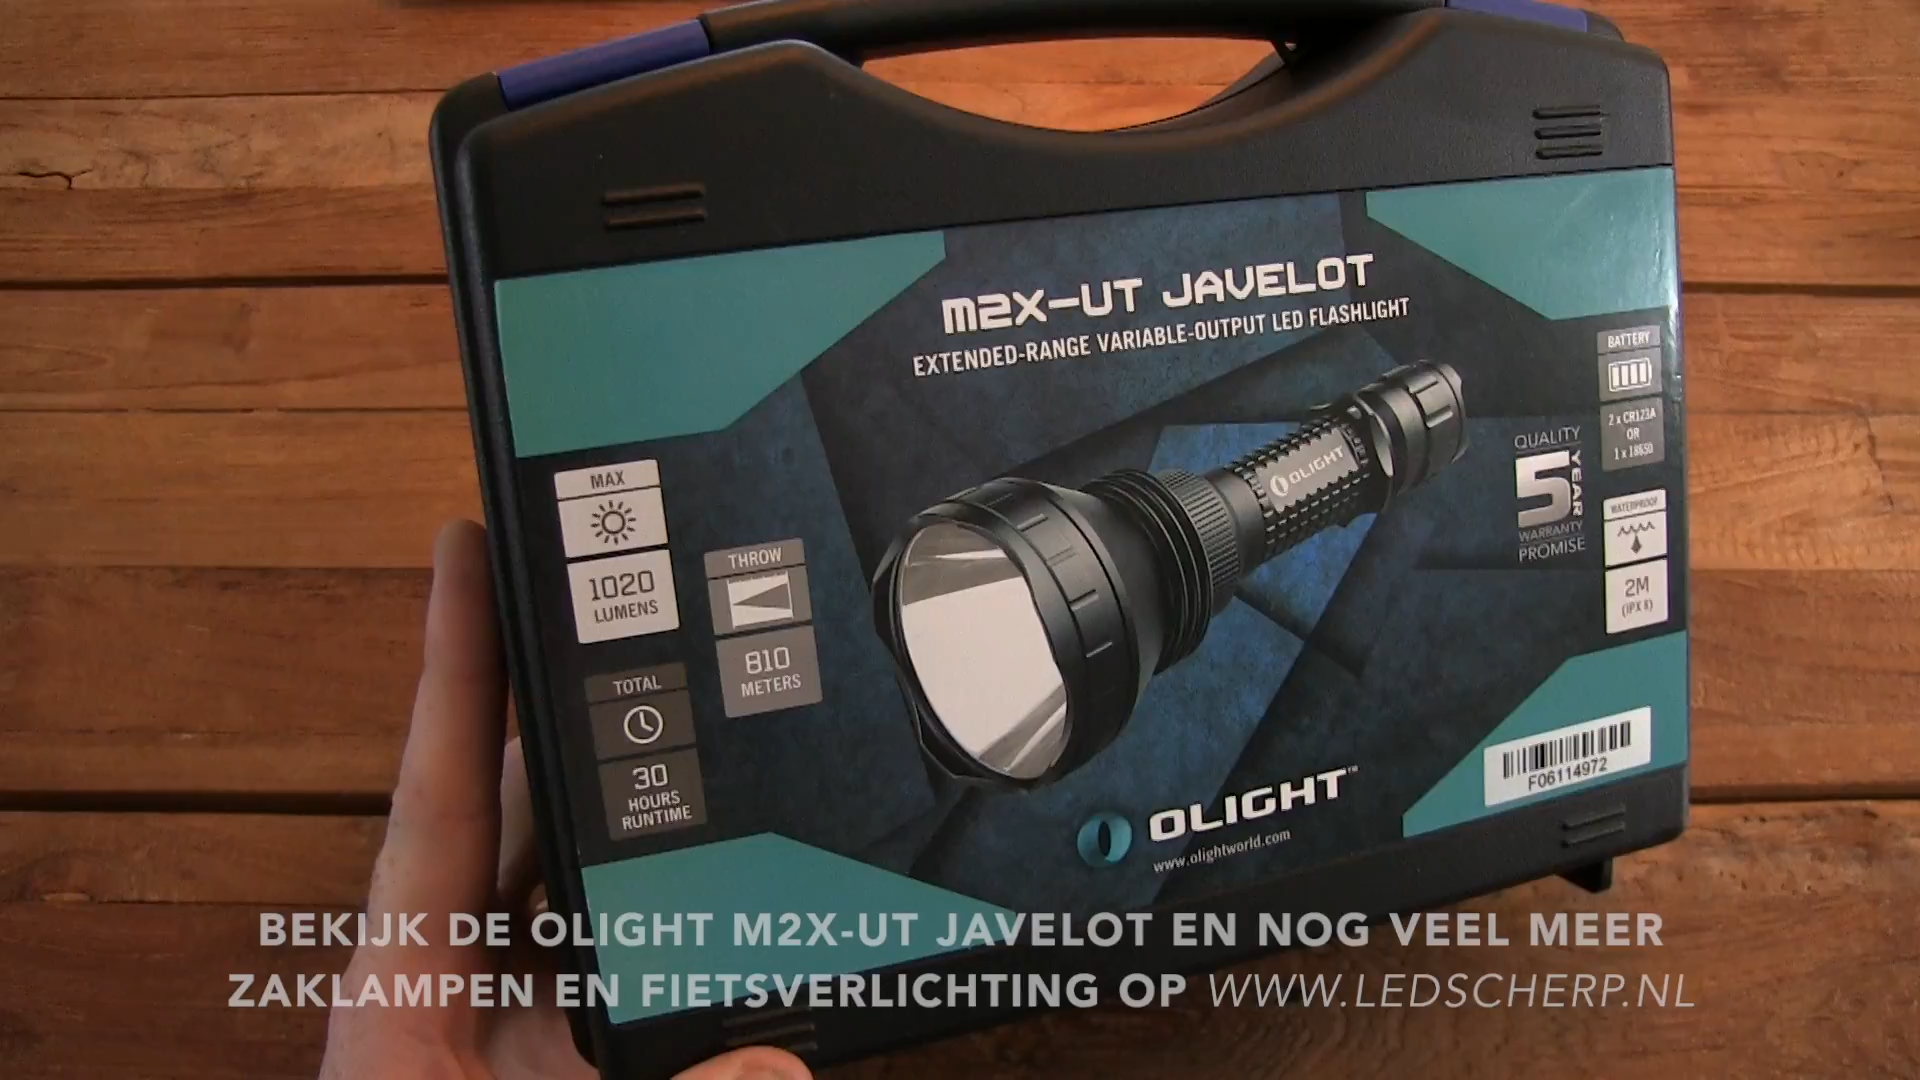 M2X-UT JAVELOT
EXTENDED-RANGE VARIABLE-OUTPUT LED FLASHLIGHT
MAX
1020
LUMENS
THROW
810
METERS
TOTAL
30
HOURS
RUNTIME
OLIGHT
QUALITY
5 YEAR
WARRANTY
PROMISE
BATTERY
2 x CR123A
OR
1 x 18650
WATERPROOF
2M
(IPX 8)
F06114972
OLIGHT™
www.olightworld.com
BEKIJK DE OLIGHT M2X-UT JAVELOT EN NOG VEEL MEER
ZAKLAMPEN EN FIETSVERLICHTING OP WWW.LEDSCHERP.NL